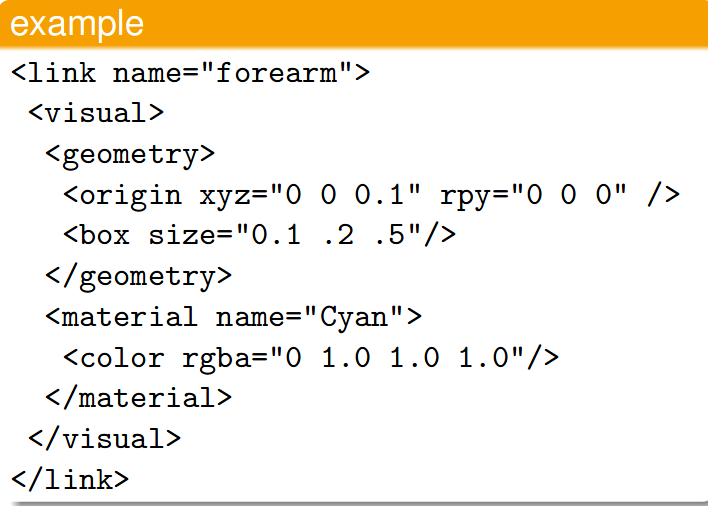 example
<link name="forearm">
 <visual>
  <geometry>
   <origin xyz="0 0 0.1" rpy="0 0 0" />
   <box size="0.1 .2 .5"/>
  </geometry>
  <material name="Cyan">
   <color rgba="0 1.0 1.0 1.0"/>
  </material>
 </visual>
</link>